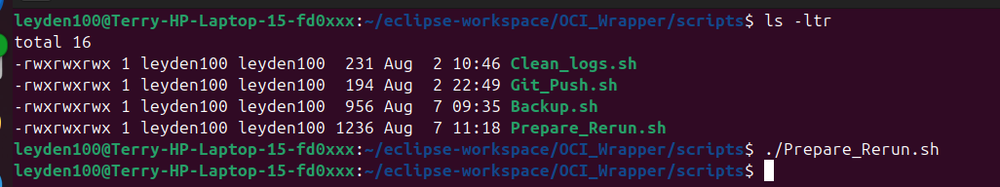 leyden100@Terry-HP-Laptop-15-fd0xxx:~/eclipse-workspace/OCI_Wrapper/scripts$ ls -ltr
total 16
-rwxrwxrwx 1 leyden100 leyden100  231 Aug  2 10:46 Clean_logs.sh
-rwxrwxrwx 1 leyden100 leyden100  194 Aug  2 22:49 Git_Push.sh
-rwxrwxrwx 1 leyden100 leyden100  956 Aug  7 09:35 Backup.sh
-rwxrwxrwx 1 leyden100 leyden100 1236 Aug  7 11:18 Prepare_Rerun.sh
leyden100@Terry-HP-Laptop-15-fd0xxx:~/eclipse-workspace/OCI_Wrapper/scripts$ ./Prepare_Rerun.sh
leyden100@Terry-HP-Laptop-15-fd0xxx:~/eclipse-workspace/OCI_Wrapper/scripts$